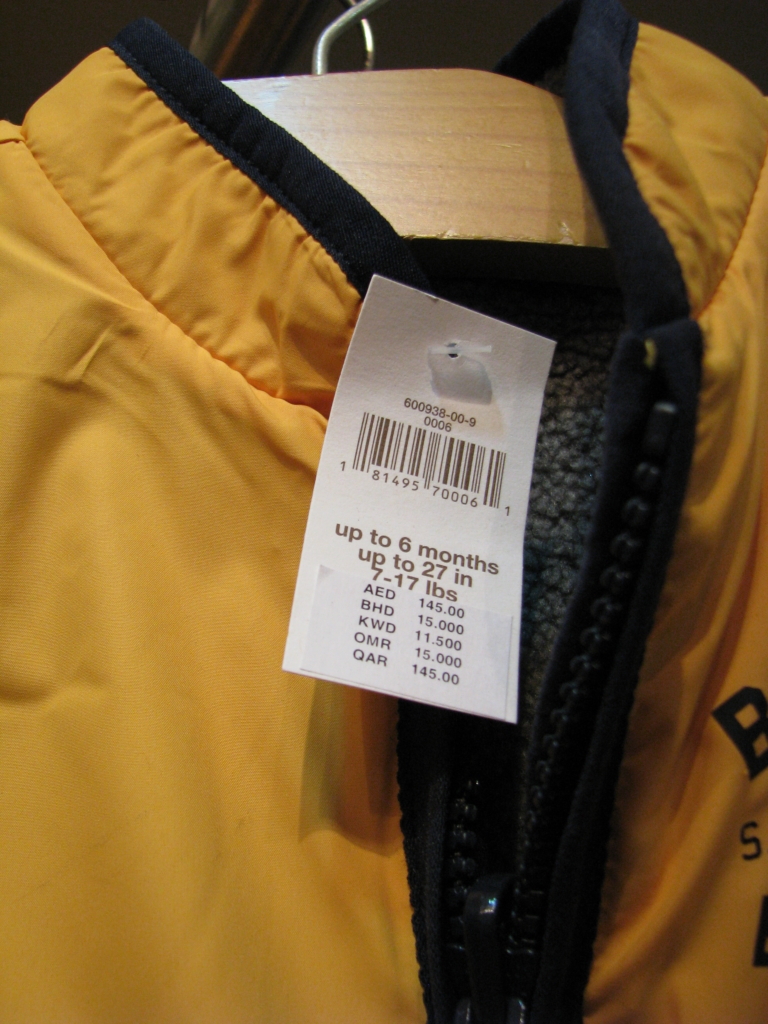 600938-00-9
0006
1 81495 70006 1
up to 6 months
up to 27 in
7-17 lbs
AED 145.00
BHD 15.000
KWD 11.500
OMR 15.000
QAR 145.00
B
S